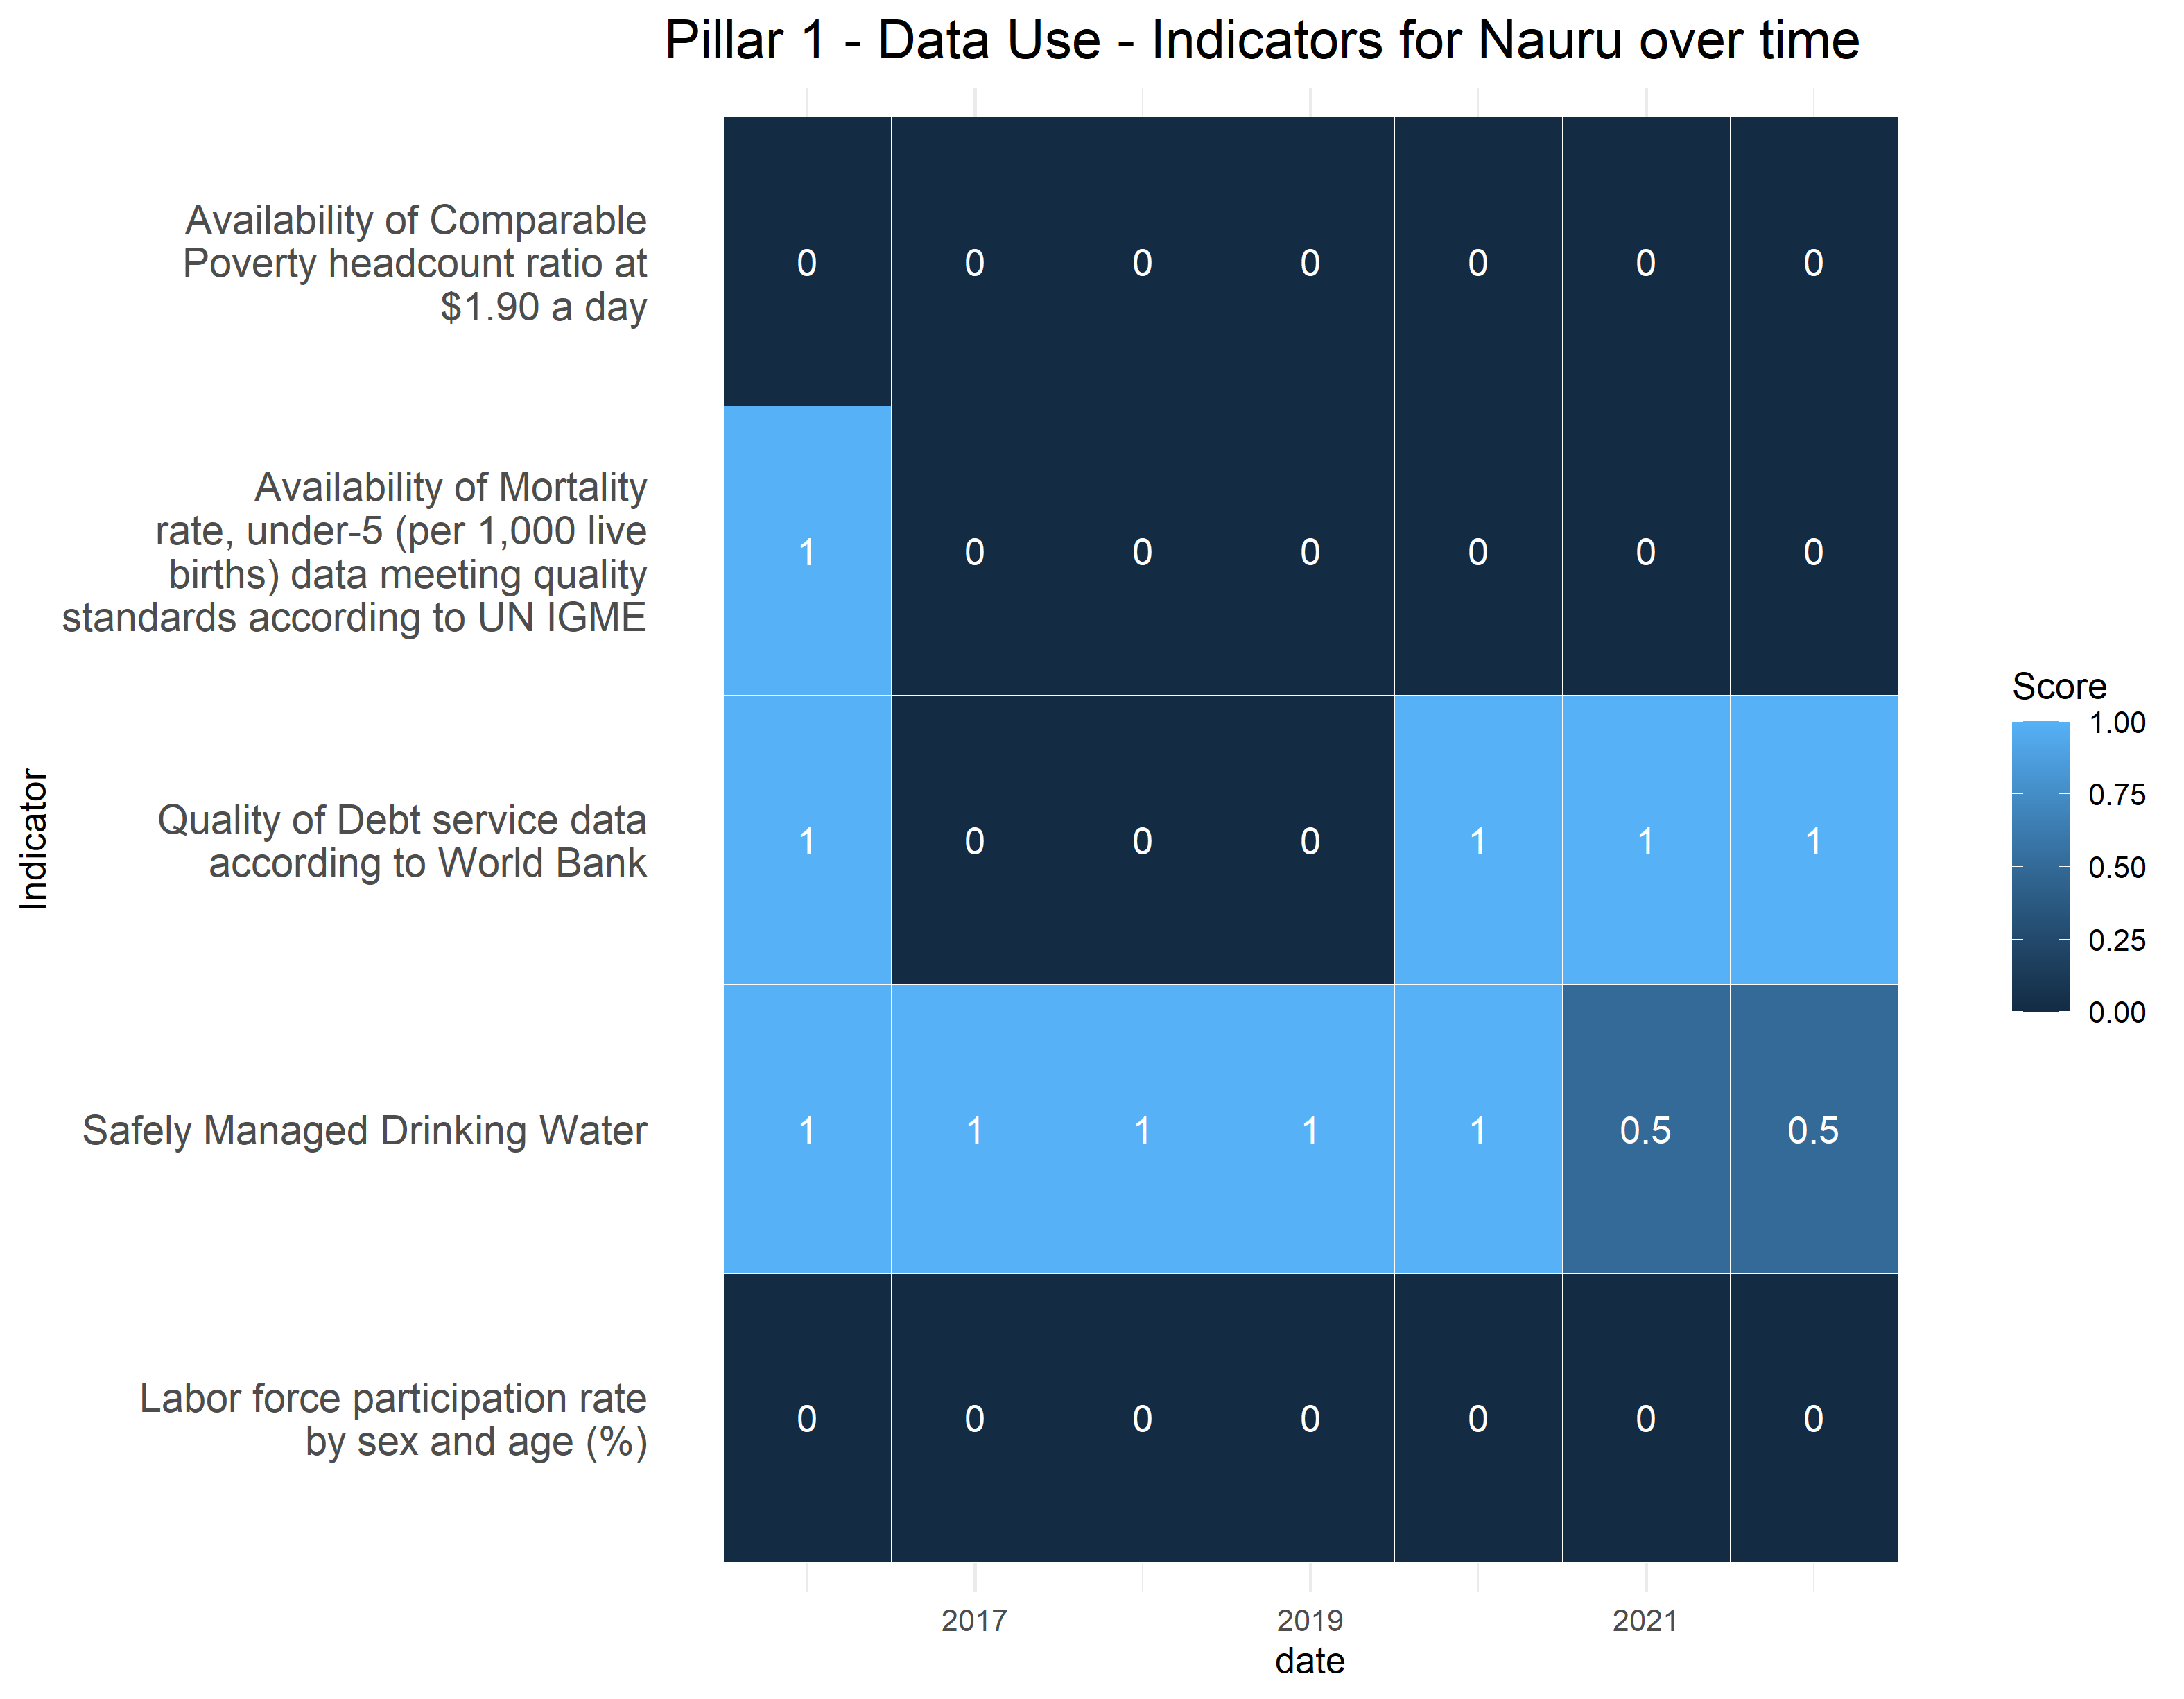 Pillar 1 - Data Use - Indicators for Nauru over time
Availability of Comparable
Poverty headcount ratio at
$1.90 a day
0 0 0 0 0 0 0
Availability of Mortality
rate, under-5 (per 1,000 live
births) data meeting quality
standards according to UN IGME
1 0 0 0 0 0 0
Quality of Debt service data
according to World Bank
1 0 0 0 1 1 1
Safely Managed Drinking Water
1 1 1 1 1 0.5 0.5
Labor force participation rate
by sex and age (%)
0 0 0 0 0 0 0
Indicator
2017 2019 2021
date
Score
1.00
0.75
0.50
0.25
0.00